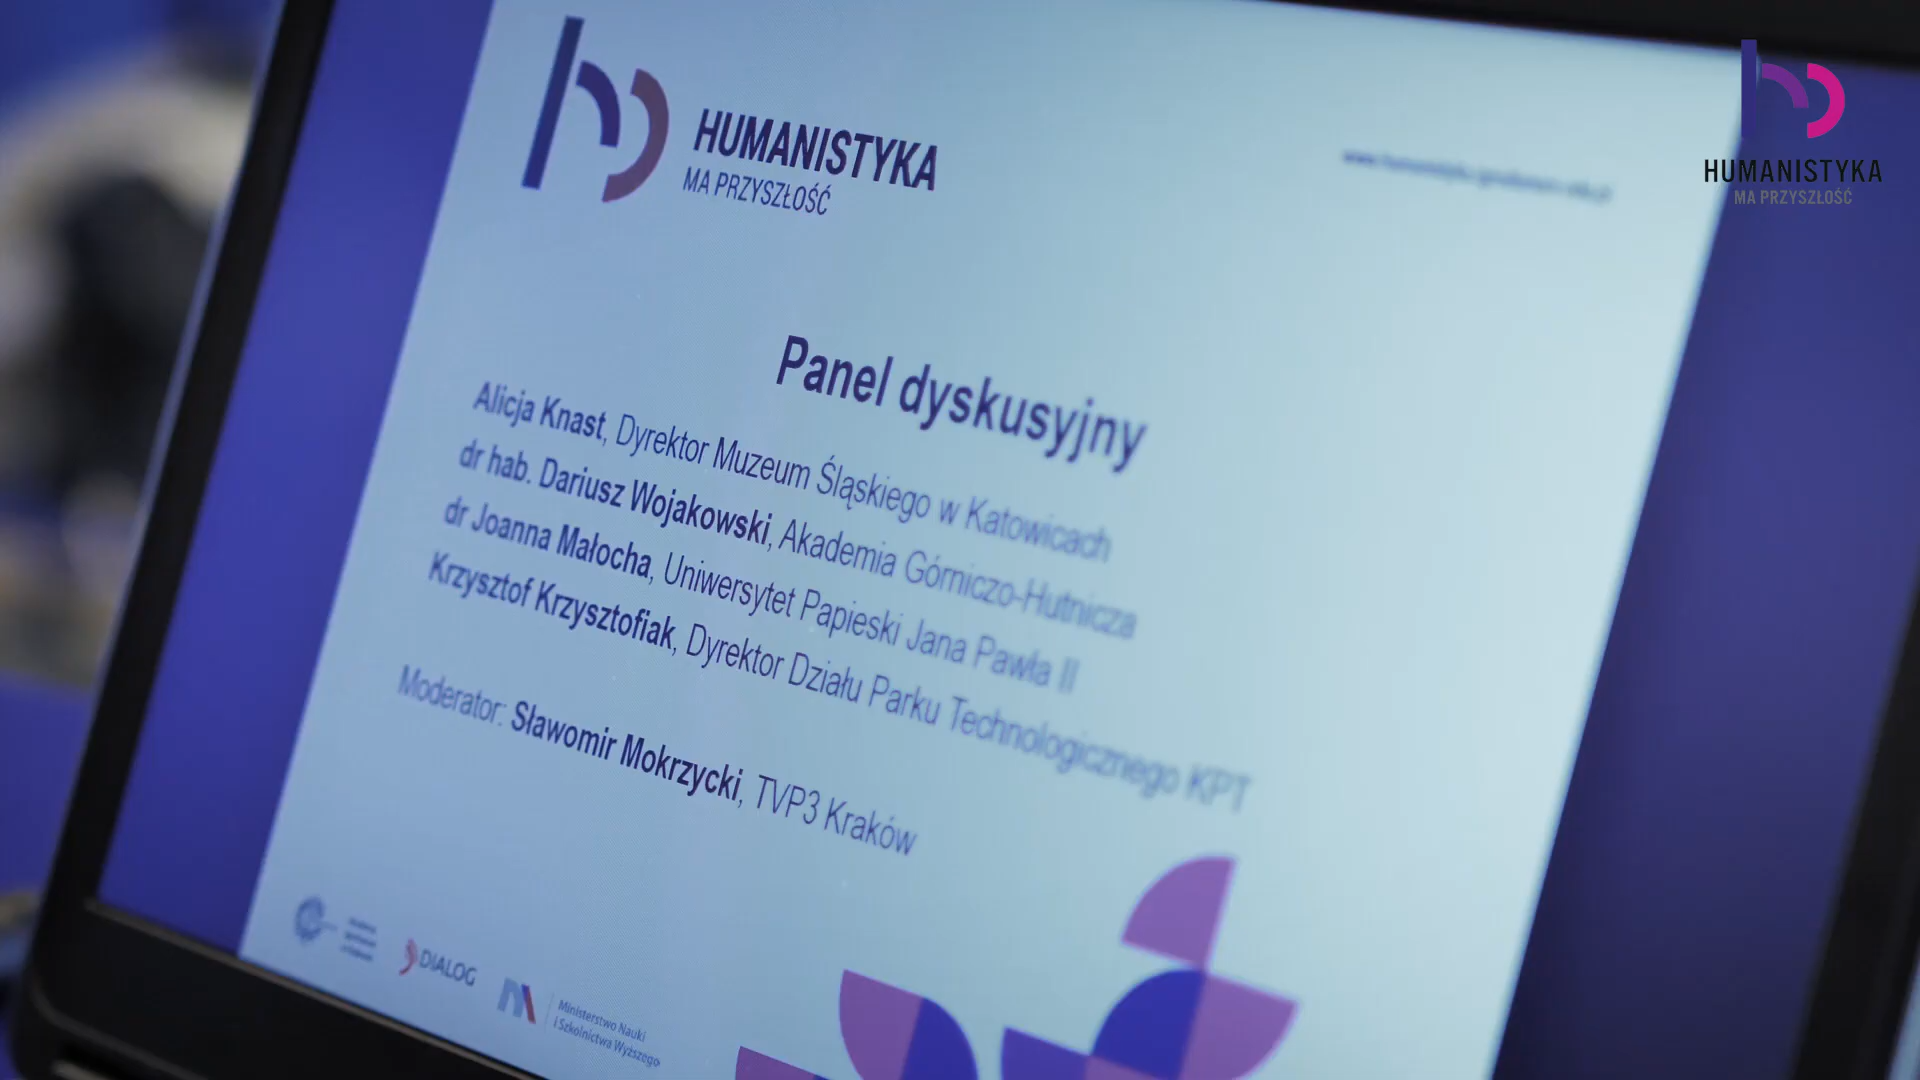 HUMANISTYKA
MA PRZYSZŁOŚĆ
HUMANISTYKA
MA PRZYSZŁOŚĆ
Panel dyskusyjny
Alicja Knast, Dyrektor Muzeum Śląskiego w Katowicach
dr hab. Dariusz Wojakowski, Akademia Górniczo-Hutnicza
dr Joanna Małocha, Uniwersytet Papieski Jana Pawła II
Krzysztof Krzysztofiak, Dyrektor Działu Parku Technologicznego KPT
Moderator: Sławomir Mokrzycki, TVP3 Kraków
DIALOG
Ministerstwo Nauki
i Szkolnictwa Wyższego